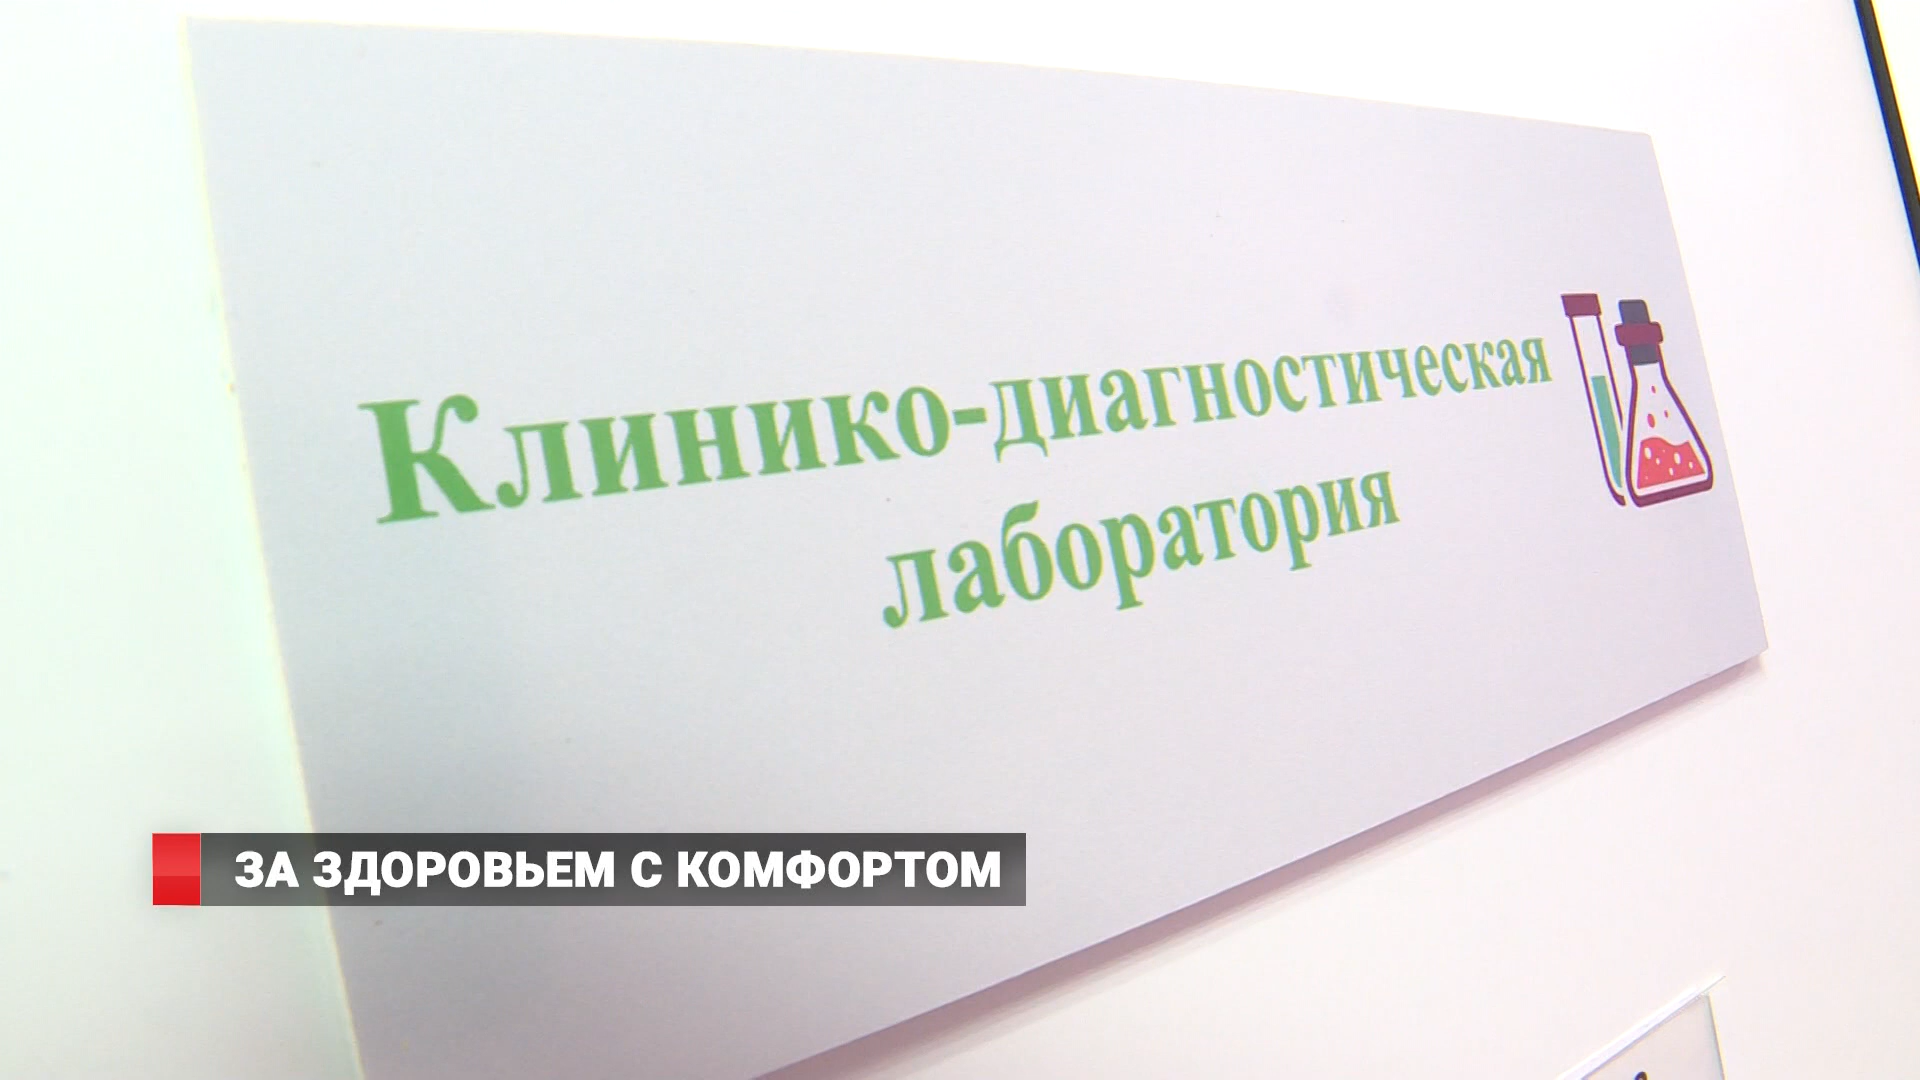 Клинико-диагностическая
лаборатория
ЗА ЗДОРОВЬЕМ С КОМФОРТОМ